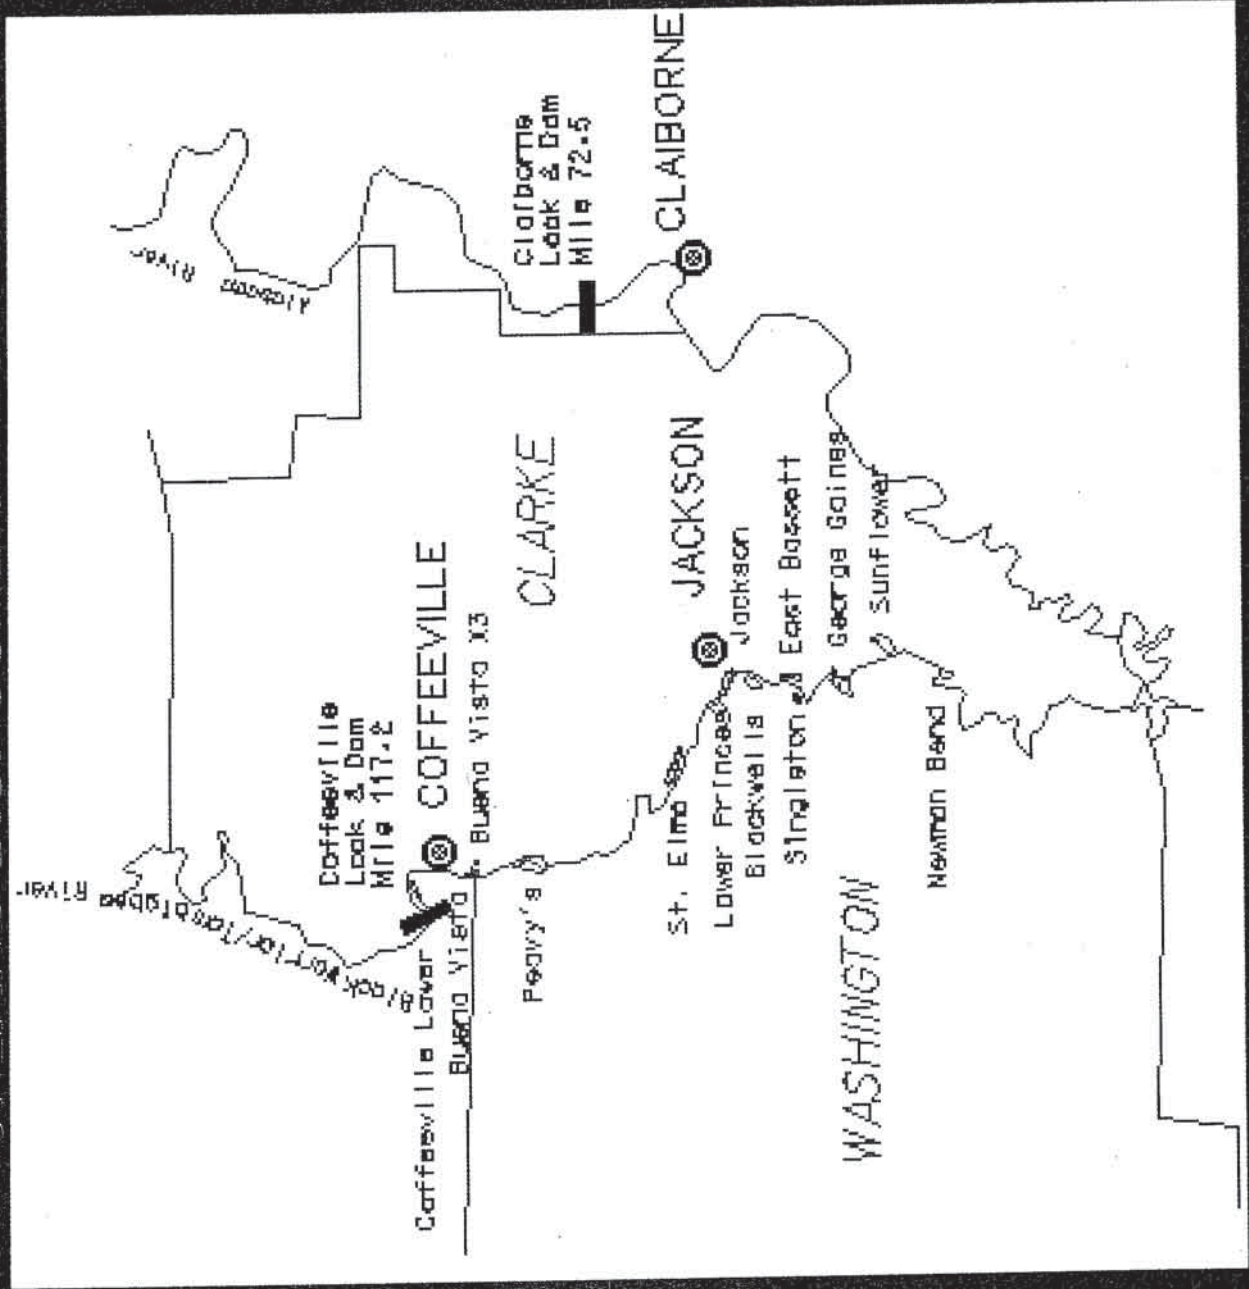 Black Warrior/Tombigbee River
Alabama River
Coffeeville
Lock & Dam
Mile 117.2
COFFEEVILLE
Coffeeville Lower
Buena Vista
Buena Vista X3
Peavy's
CLARKE
Claiborne
Lock & Dam
Mile 72.5
CLAIBORNE
St. Elmo
JACKSON
Lower Princes
Jackson
Blackwells
Singleton
East Bassett
George Gaines
Sunflower
WASHINGTON
Newman Bend